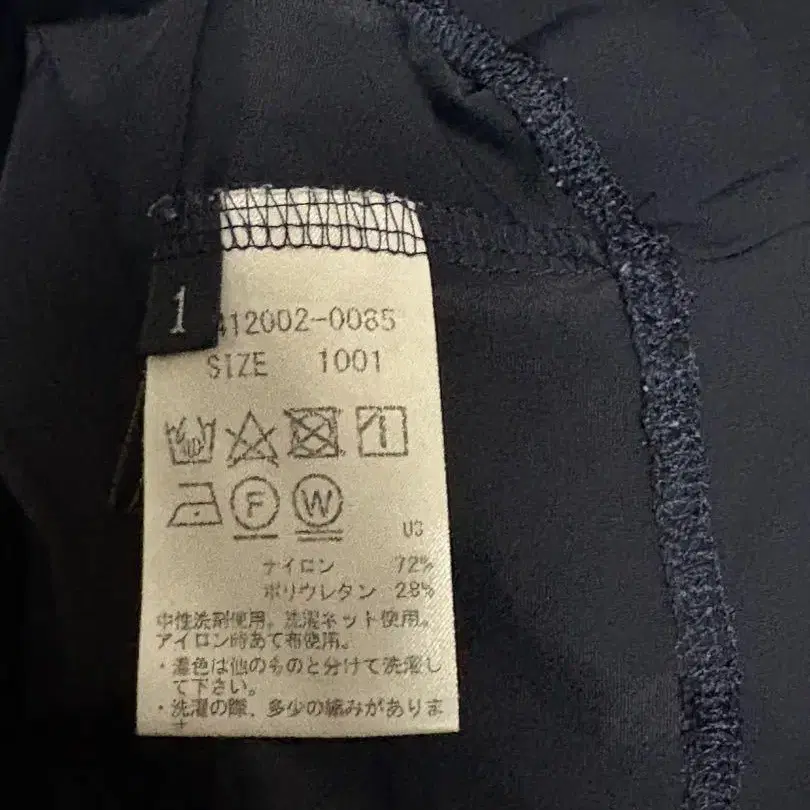 1
412002-0085
SIZE 1001
F W
U3
ナイロン 72%
ポリウレタン 28%
中性洗剤使用。洗濯ネット使用。
アイロン時あて布使用。
・濃色は他のものと分けて洗濯し
て下さい。
・洗濯の際、多少の縮みがありま